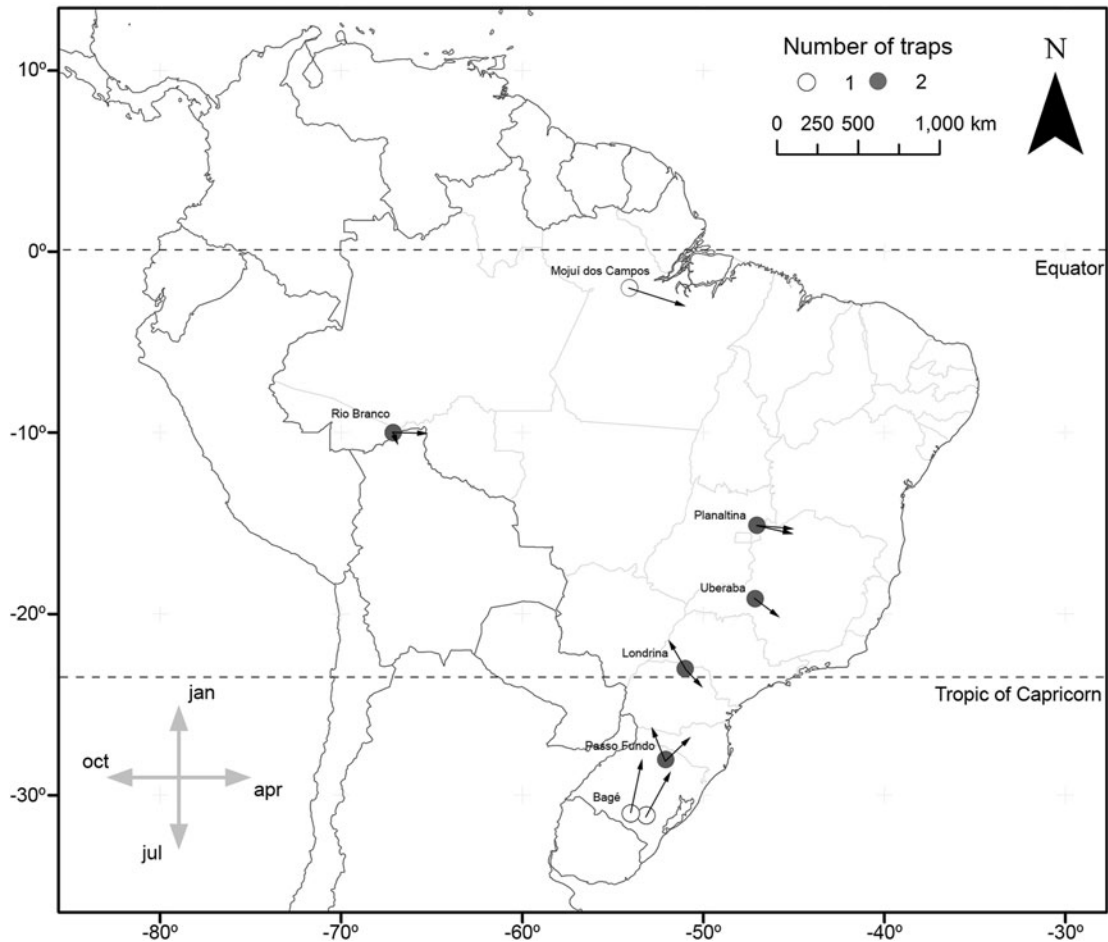 Number of traps
1 2
0 250 500 1,000 km
N
10º
0º
Equator
Mojuí dos Campos
Rio Branco
-10º
Planaltina
Uberaba
-20º
Londrina
Tropic of Capricorn
jan
oct
apr
jul
Passo Fundo
Bagé
-30º
-80º -70º -60º -50º -40º -30º